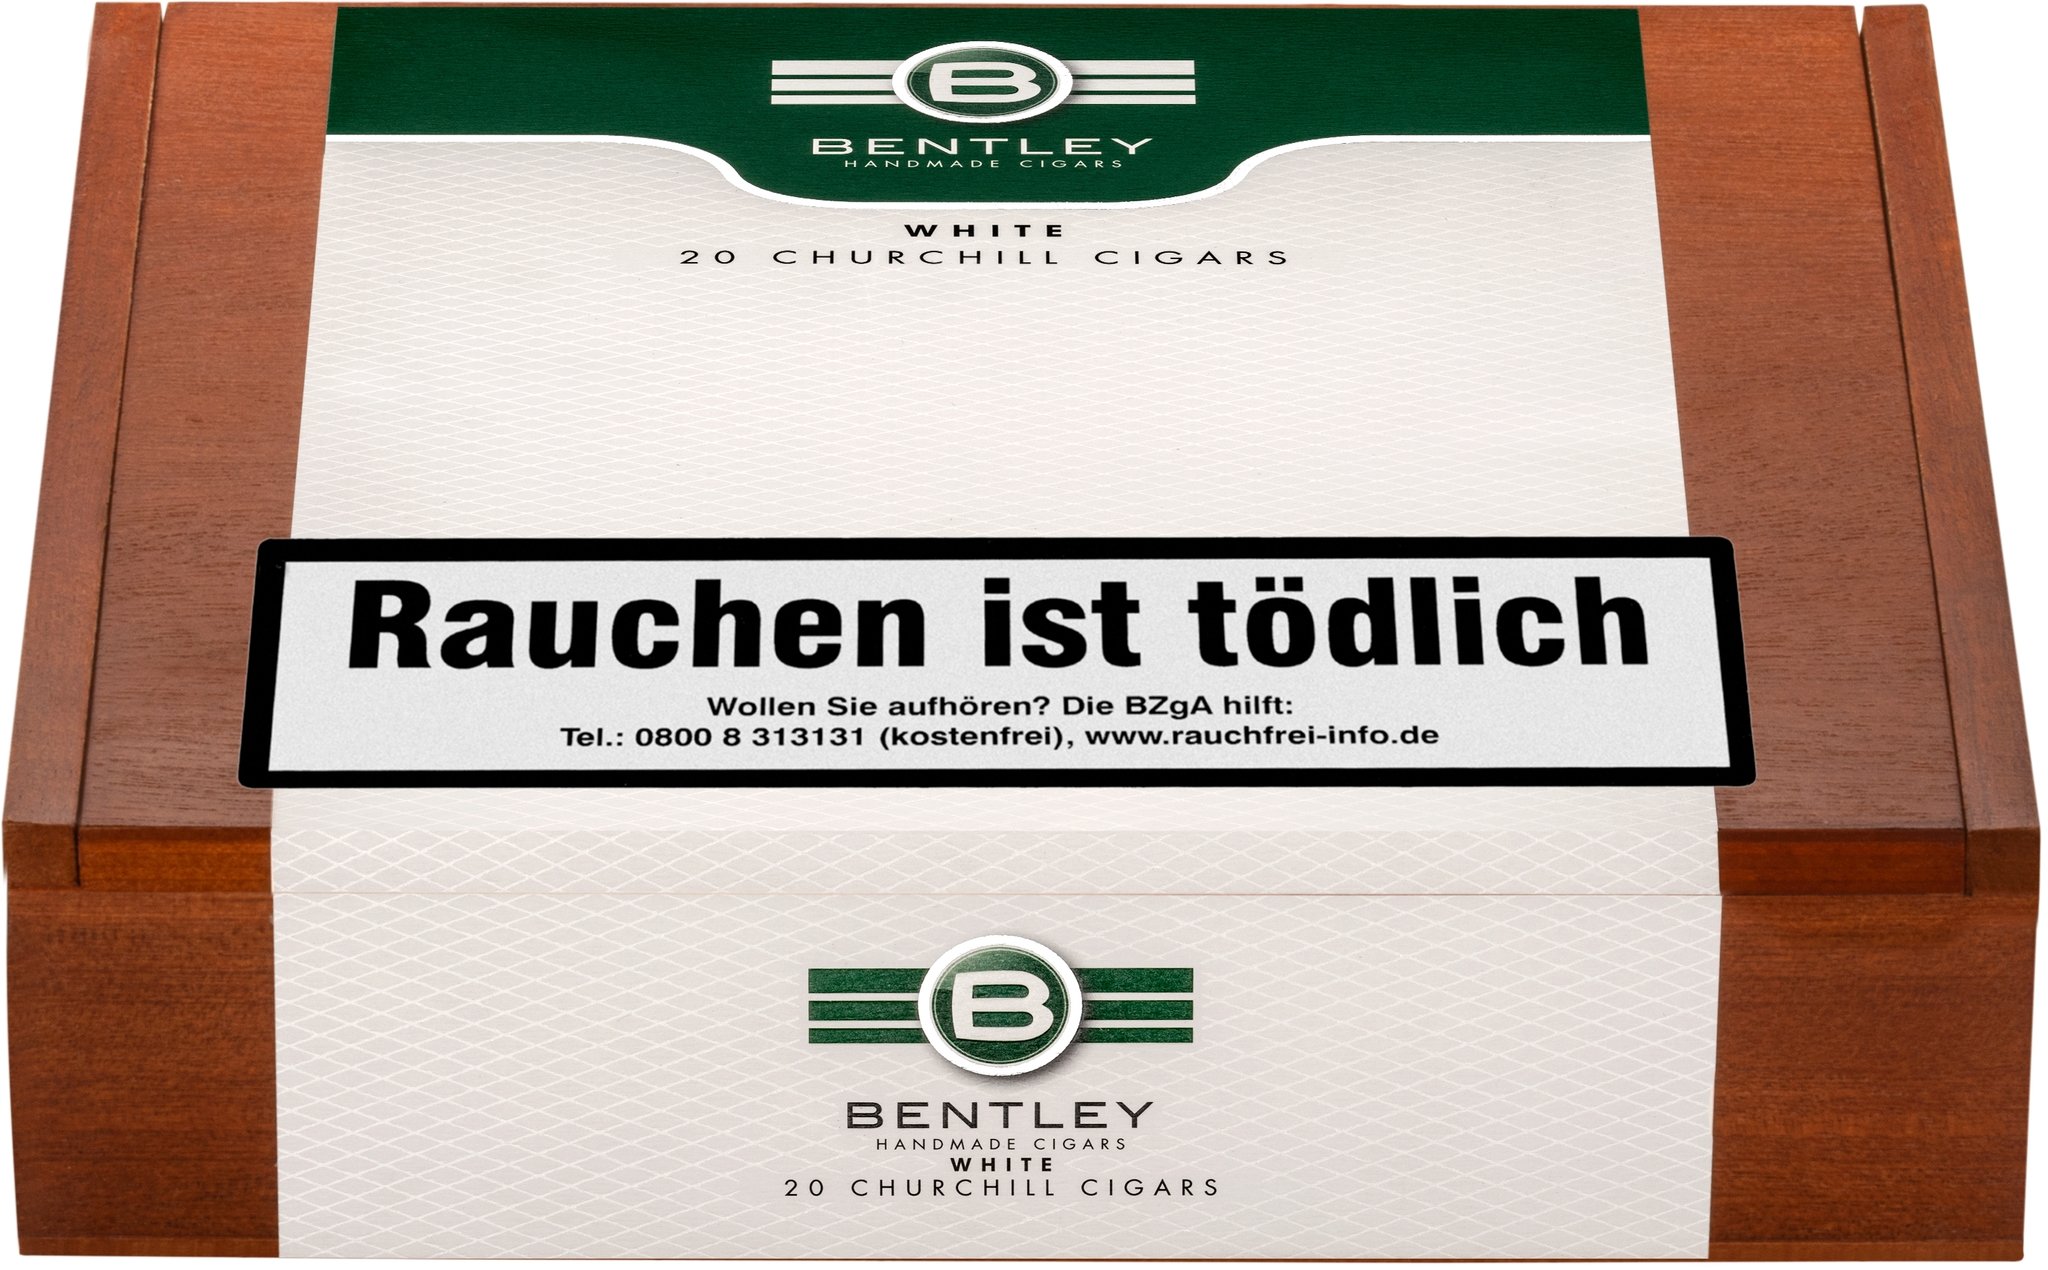 B
BENTLEY
HANDMADE CIGARS
WHITE
20 CHURCHILL CIGARS
Rauchen ist tödlich
Wollen Sie aufhören? Die BZgA hilft:
Tel.: 0800 8 313131 (kostenfrei), www.rauchfrei-info.de
B
BENTLEY
HANDMADE CIGARS
WHITE
20 CHURCHILL CIGARS